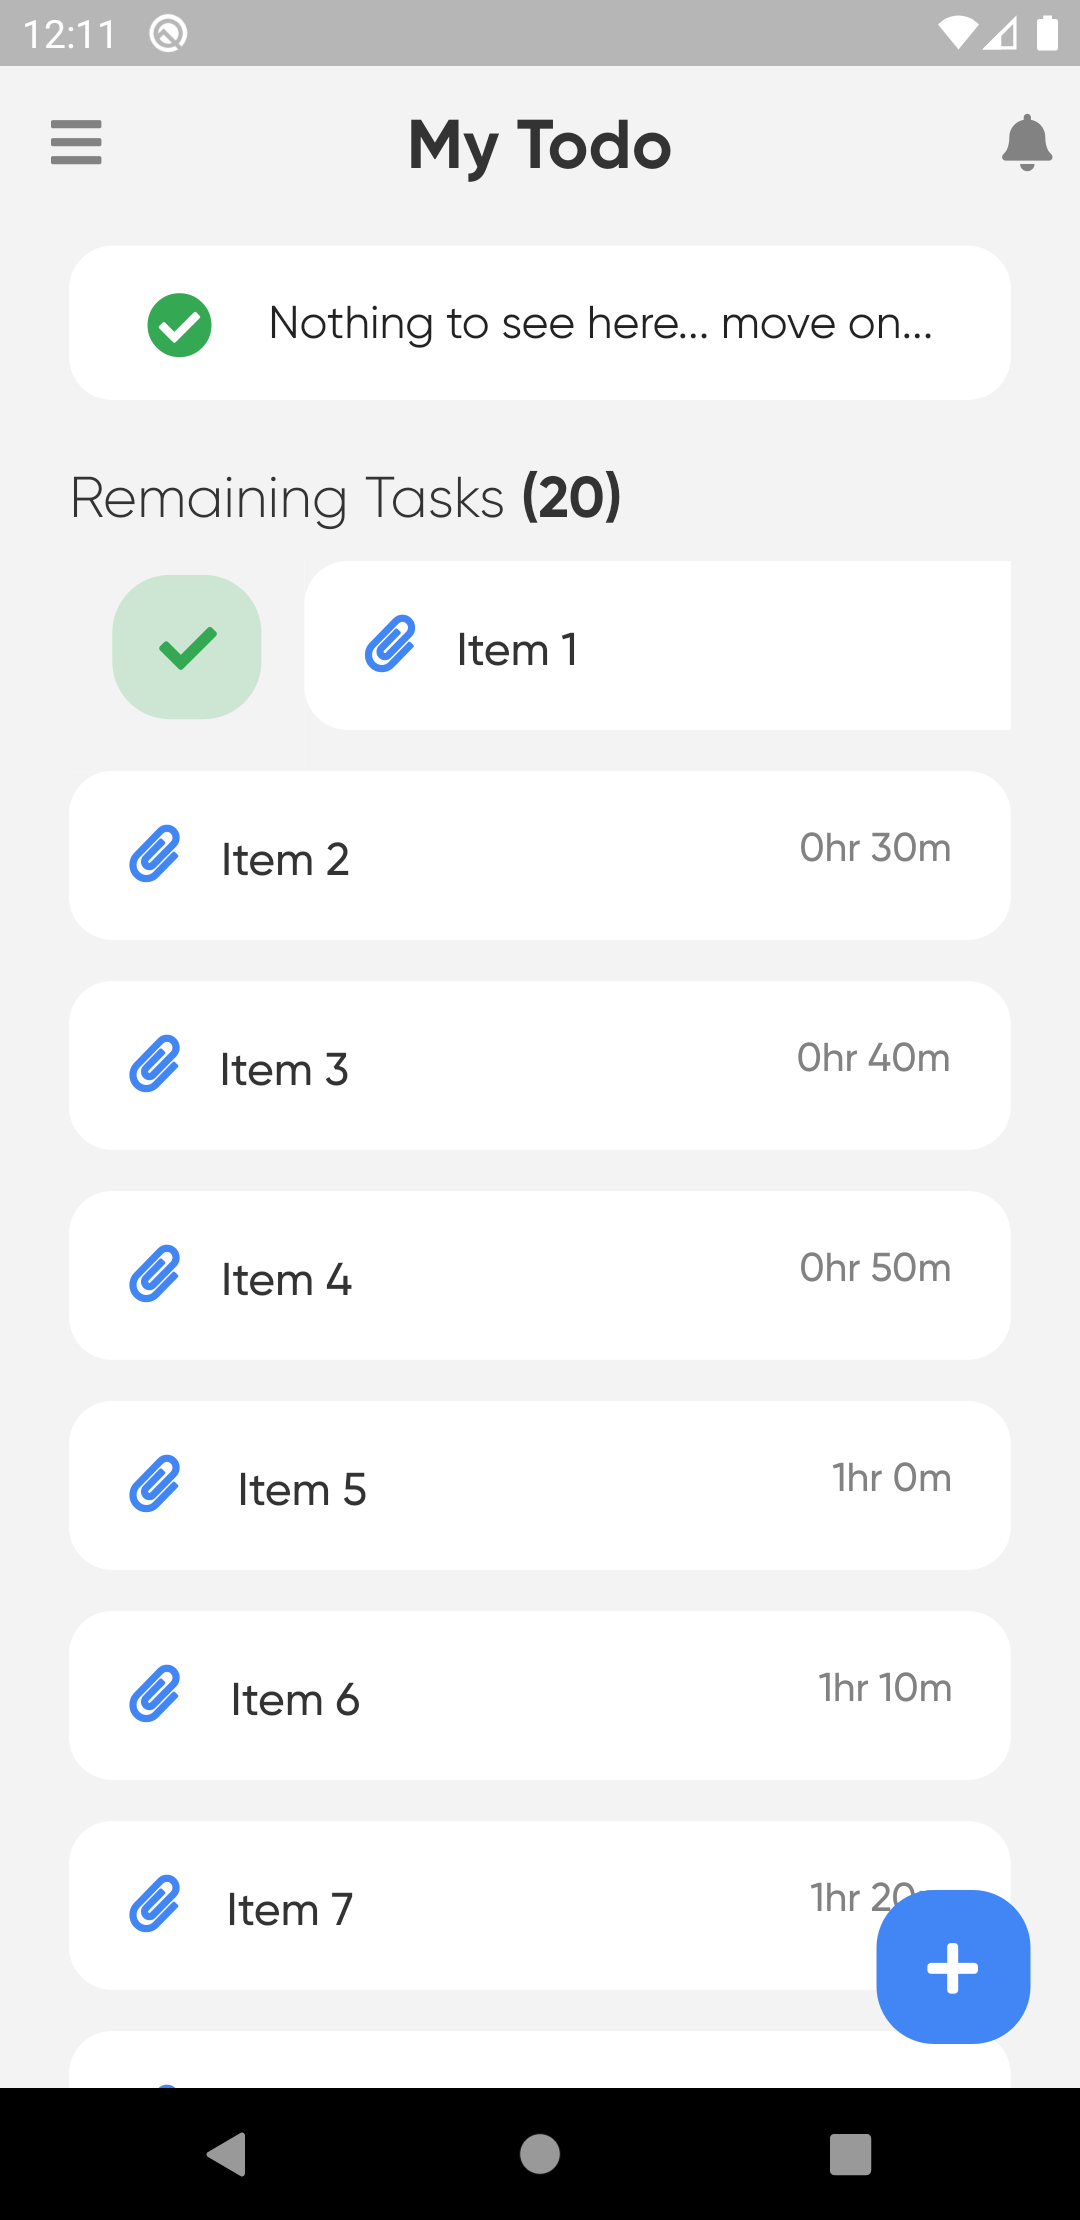 12:11
My Todo
Nothing to see here... move on...
Remaining Tasks (20)
Item 1
Item 2 0hr 30m
Item 3 0hr 40m
Item 4 0hr 50m
Item 5 1hr 0m
Item 6 1hr 10m
Item 7 1hr 20